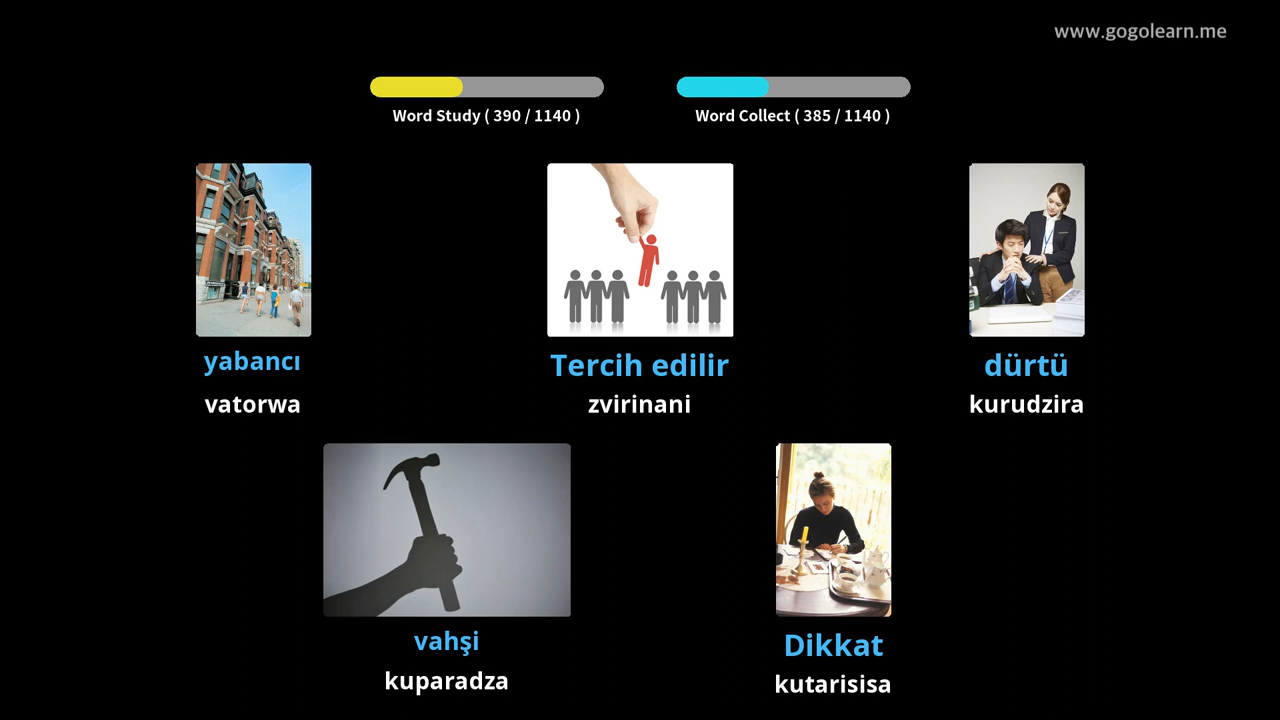 www.gogolearn.me
Word Study ( 390 / 1140 )
Word Collect ( 385 / 1140 )
yabancı
vatorwa
Tercih edilir
zvirinani
dürtü
kurudzira
vahşi
kuparadza
Dikkat
kutarisisa